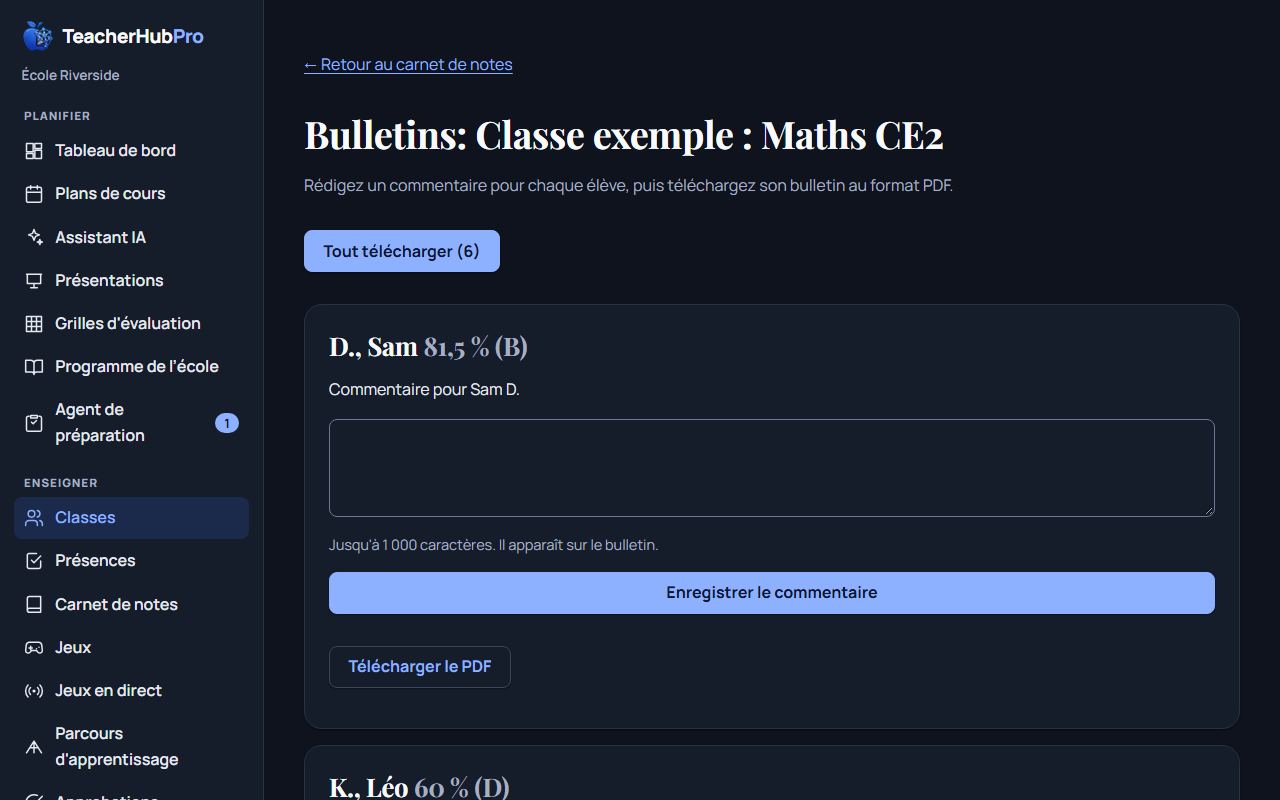 TeacherHubPro
École Riverside
PLANIFIER
Tableau de bord
Plans de cours
Assistant IA
Présentations
Grilles d'évaluation
Programme de l'école
Agent de
préparation
1
ENSEIGNER
Classes
Présences
Carnet de notes
Jeux
Jeux en direct
Parcours
d'apprentissage
Approbations
← Retour au carnet de notes
Bulletins: Classe exemple : Maths CE2
Rédigez un commentaire pour chaque élève, puis téléchargez son bulletin au format PDF.
Tout télécharger (6)
D., Sam 81,5 % (B)
Commentaire pour Sam D.
Jusqu'à 1 000 caractères. Il apparaît sur le bulletin.
Enregistrer le commentaire
Télécharger le PDF
K., Léo 60 % (D)